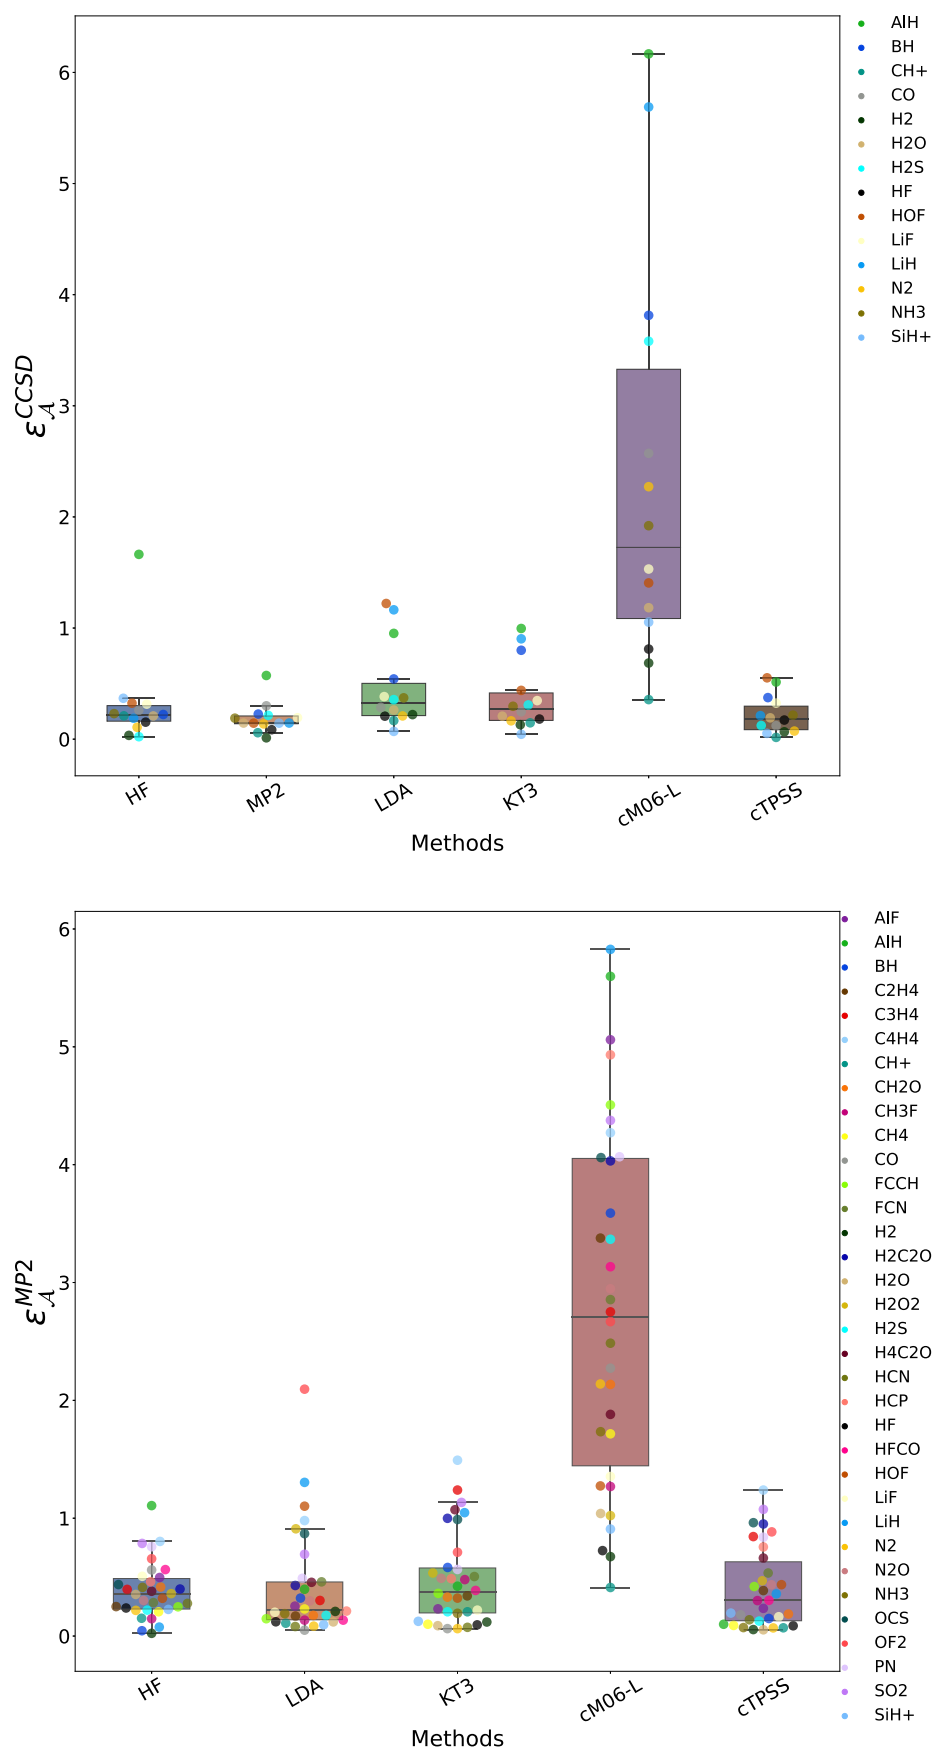 6
5
4
3
2
1
0
ε_𝒜^CCSD
HF
MP2
LDA
KT3
cM06-L
cTPSS
Methods
AlH
BH
CH+
CO
H2
H2O
H2S
HF
HOF
LiF
LiH
N2
NH3
SiH+
6
5
4
3
2
1
0
ε_𝒜^MP2
HF
LDA
KT3
cM06-L
cTPSS
Methods
AlF
AlH
BH
C2H4
C3H4
C4H4
CH+
CH2O
CH3F
CH4
CO
FCCH
FCN
H2
H2C2O
H2O
H2O2
H2S
H4C2O
HCN
HCP
HF
HFCO
HOF
LiF
LiH
N2
N2O
NH3
OCS
OF2
PN
SO2
SiH+